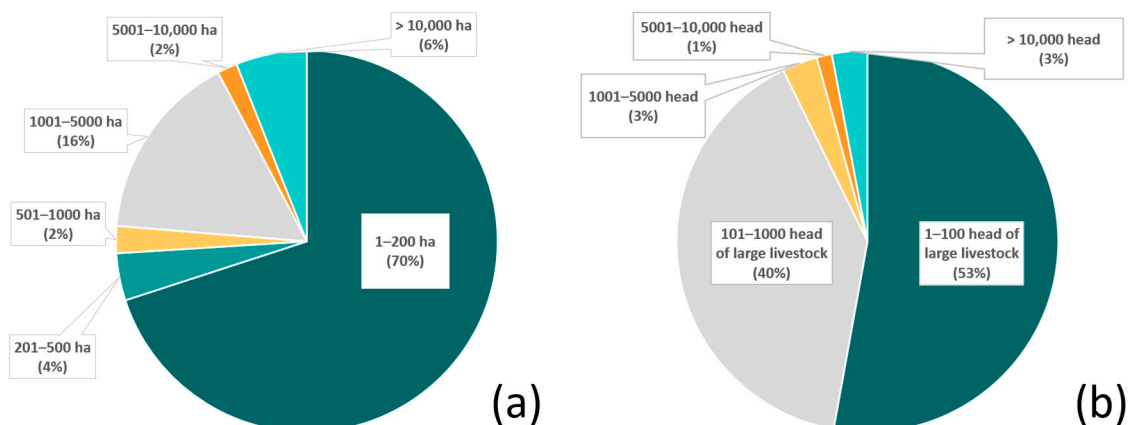 5001–10,000 ha
(2%)
> 10,000 ha
(6%)
1001–5000 ha
(16%)
501–1000 ha
(2%)
1–200 ha
(70%)
201–500 ha
(4%)
(a)
5001–10,000 head
(1%)
> 10,000 head
(3%)
1001–5000 head
(3%)
101–1000 head
of large livestock
(40%)
1–100 head of
large livestock
(53%)
(b)